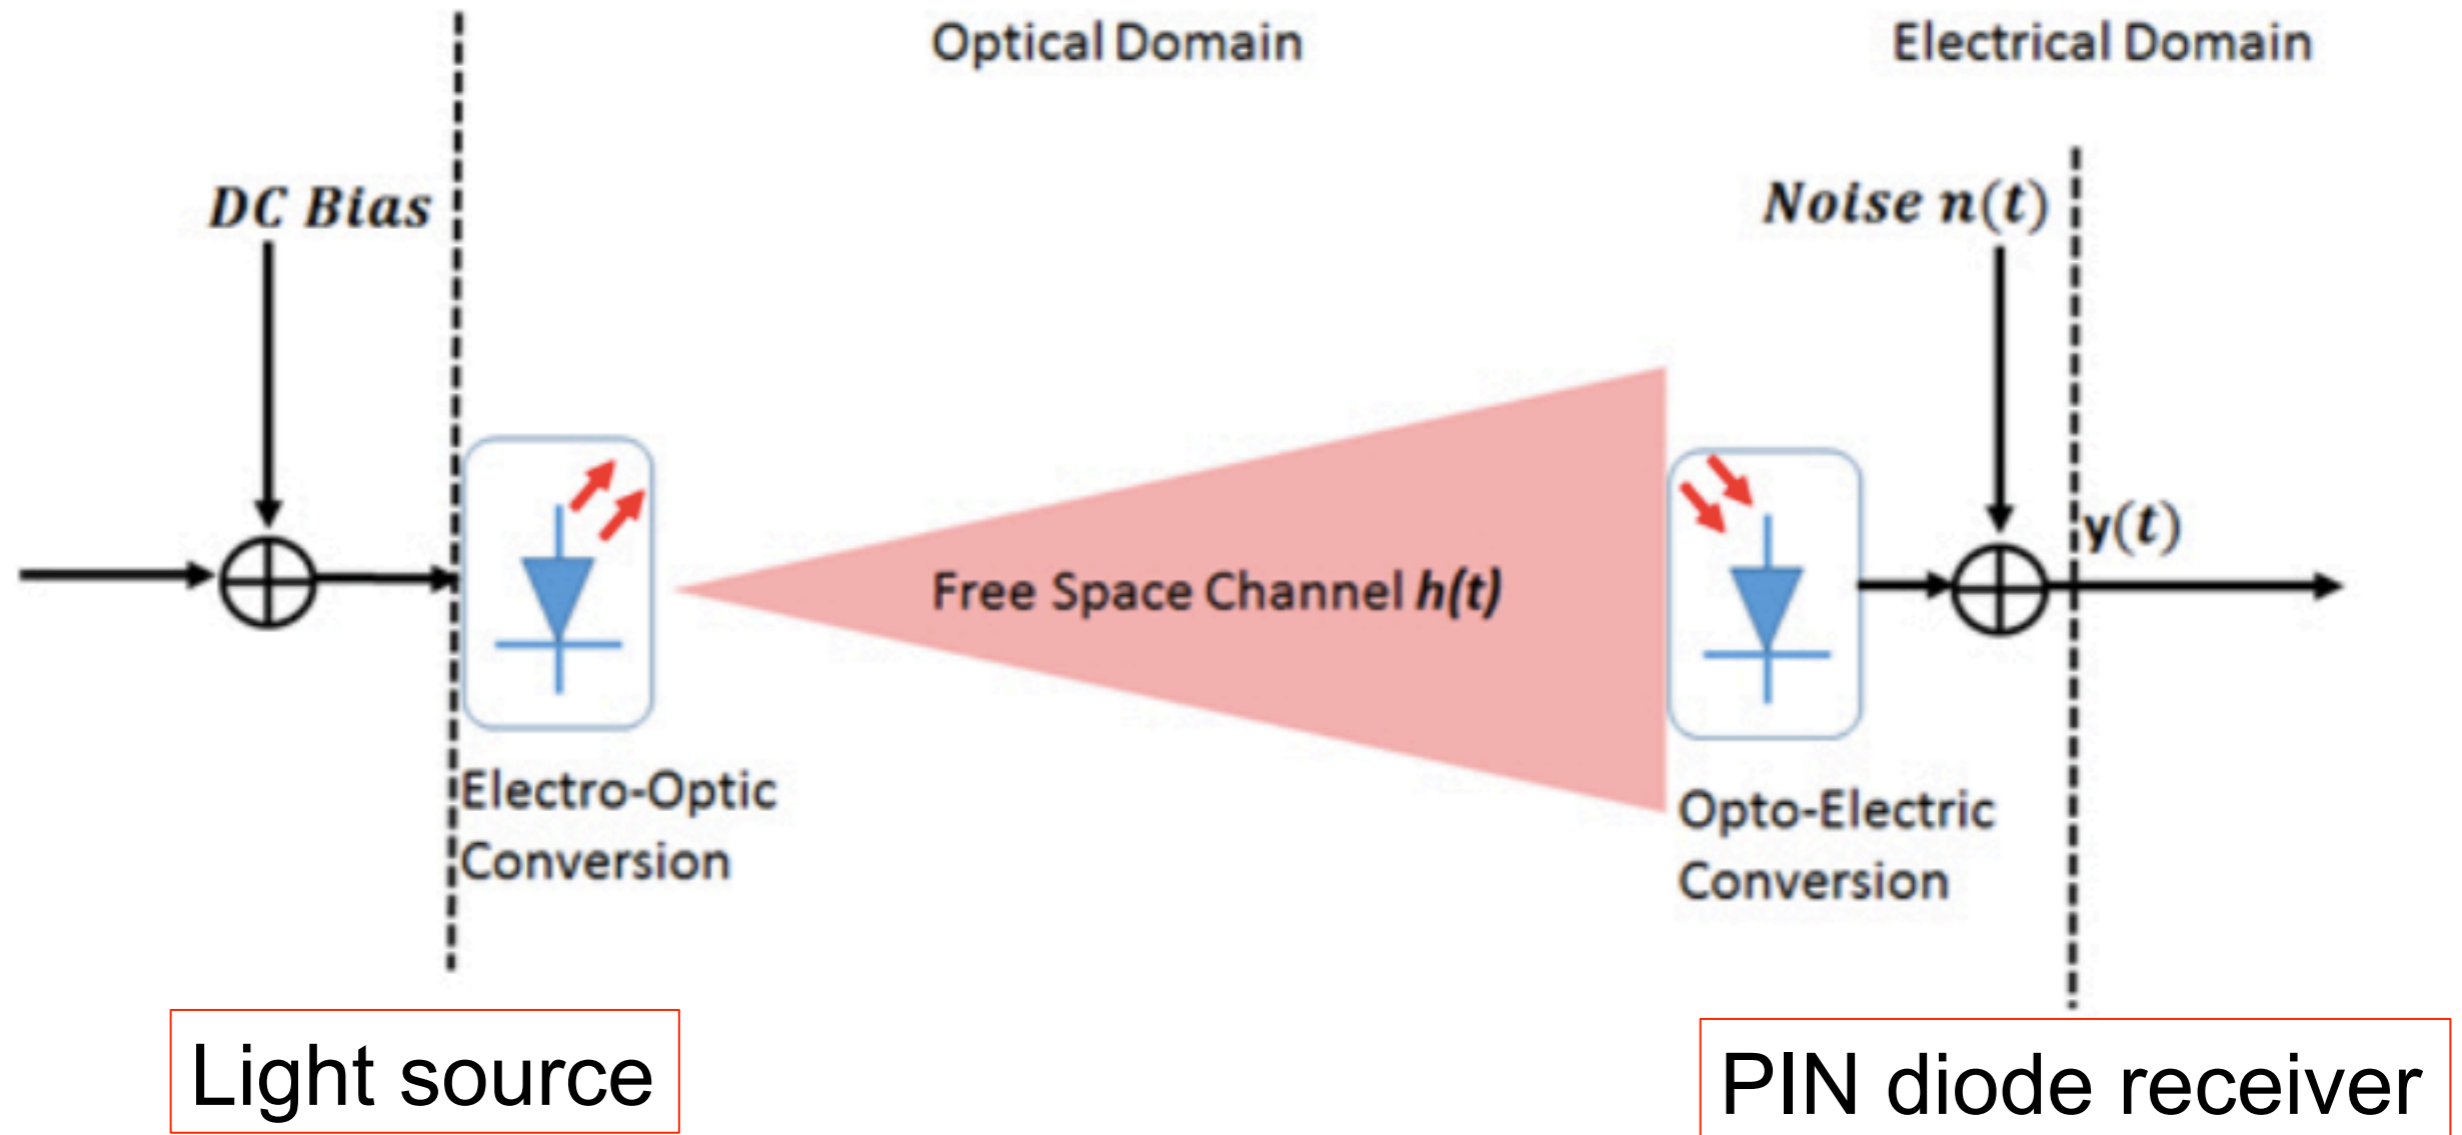 Optical Domain
Electrical Domain
DC Bias
Noise n(t)
y(t)
Free Space Channel h(t)
Electro-Optic
Conversion
Opto-Electric
Conversion
Light source
PIN diode receiver